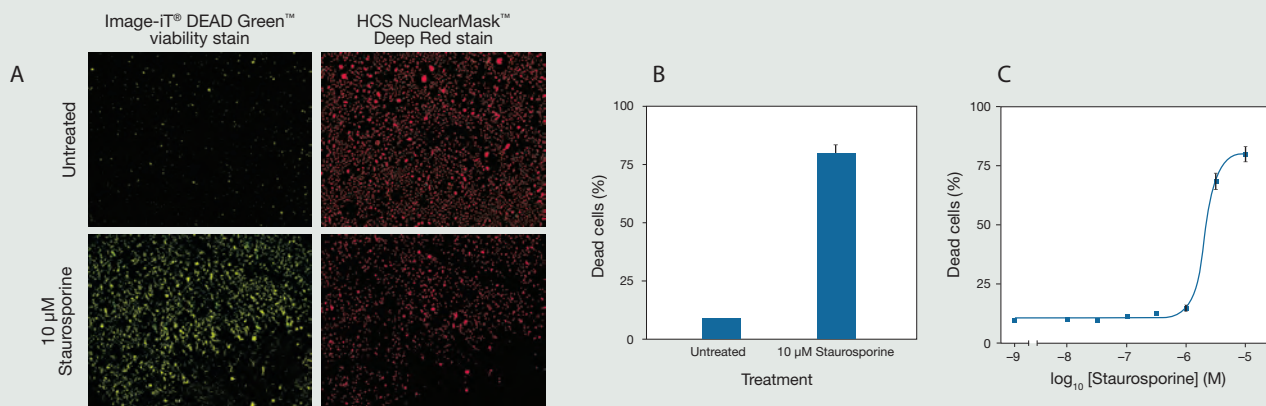 Image-iT® DEAD Green™
viability stain
HCS NuclearMask™
Deep Red stain
A
Untreated
10 µM
Staurosporine
B
100
75
50
25
0
Dead cells (%)
Untreated
10 µM Staurosporine
Treatment
C
100
75
50
25
0
Dead cells (%)
–9
–8
–7
–6
–5
log₁₀ [Staurosporine] (M)